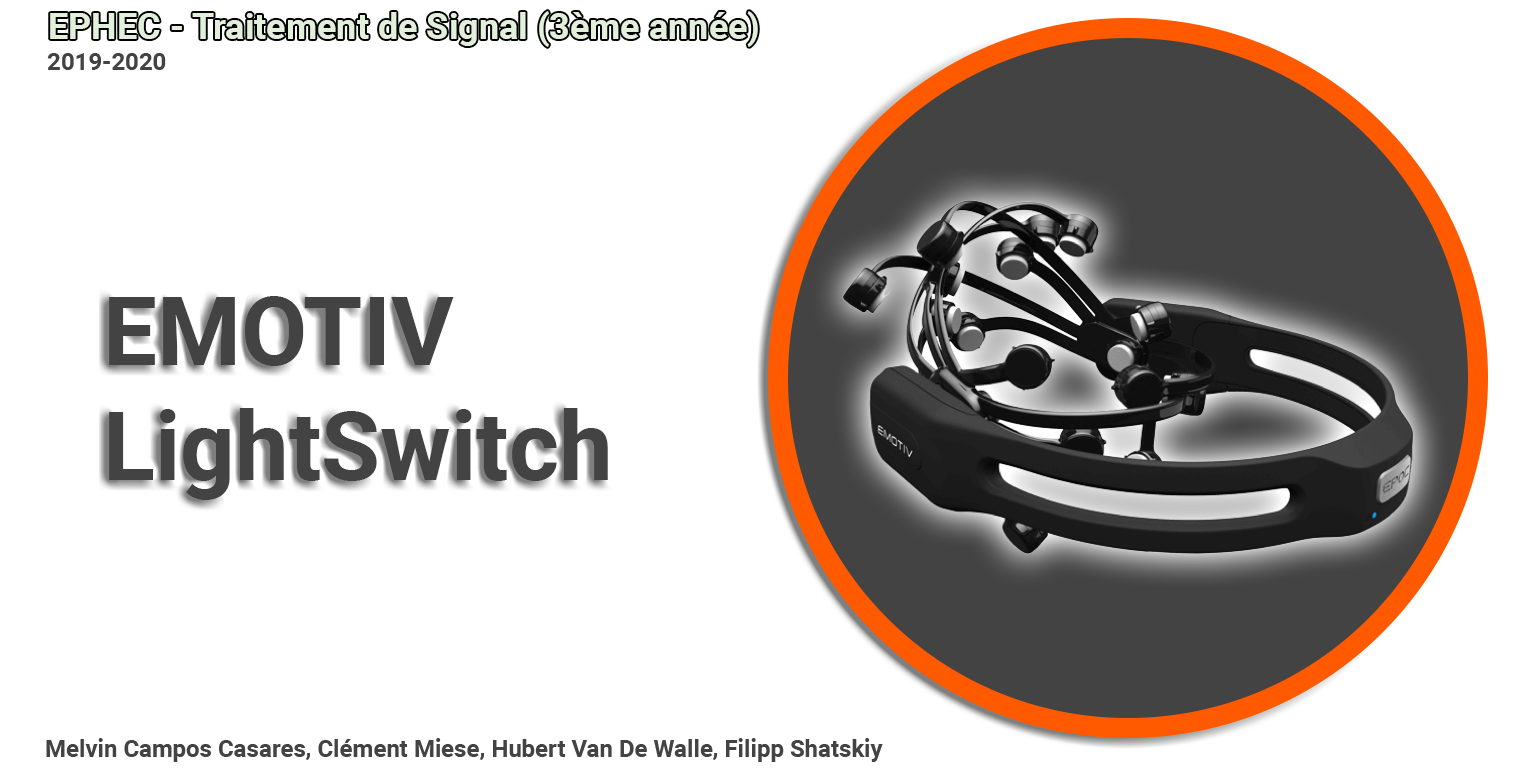 EPHEC - Traitement de Signal (3ème année)
2019-2020
EMOTIV
LightSwitch
EMOTIV
EPOC
Melvin Campos Casares, Clément Miese, Hubert Van De Walle, Filipp Shatskiy